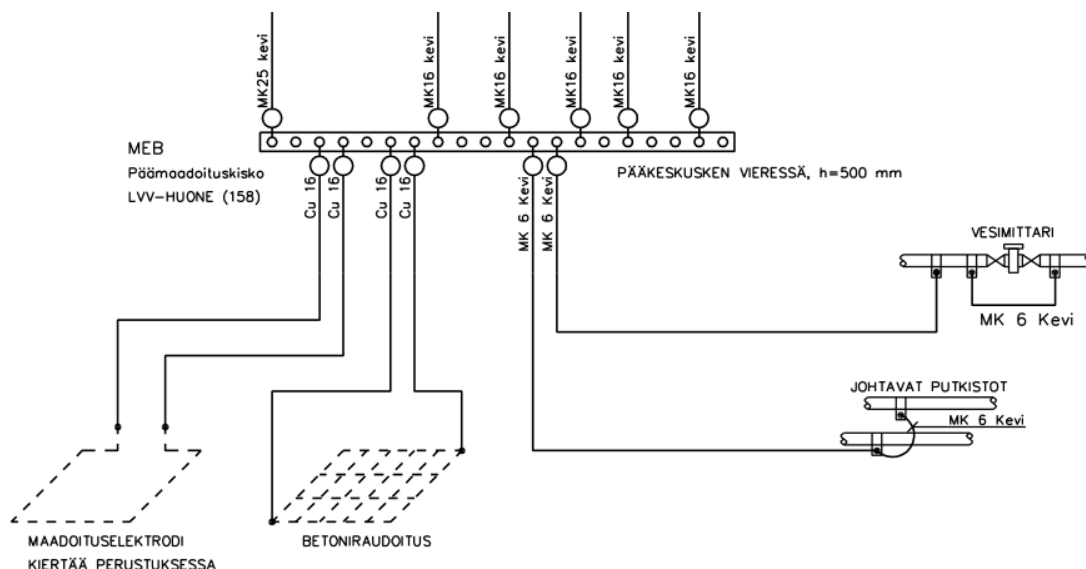 MK25 kevi
MK16 kevi
MK16 kevi
MK16 kevi
MK16 kevi
MK16 kevi
MEB
Päämaadoituskisko
LVV-HUONE (158)
Cu 16
Cu 16
Cu 16
Cu 16
MK 6 Kevi
MK 6 Kevi
PÄÄKESKUSKEN VIERESSÄ, h=500 mm
VESIMITTARI
MK 6 Kevi
JOHTAVAT PUTKISTOT
MK 6 Kevi
MAADOITUSELEKTRODI
KIERTÄÄ PERUSTUKSESSA
BETONIRAUDOITUS